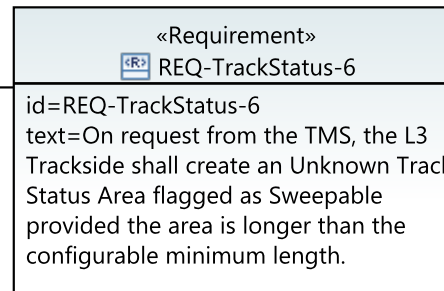 «Requirement»
<R> REQ-TrackStatus-6
id=REQ-TrackStatus-6
text=On request from the TMS, the L3
Trackside shall create an Unknown Track
Status Area flagged as Sweepable
provided the area is longer than the
configurable minimum length.